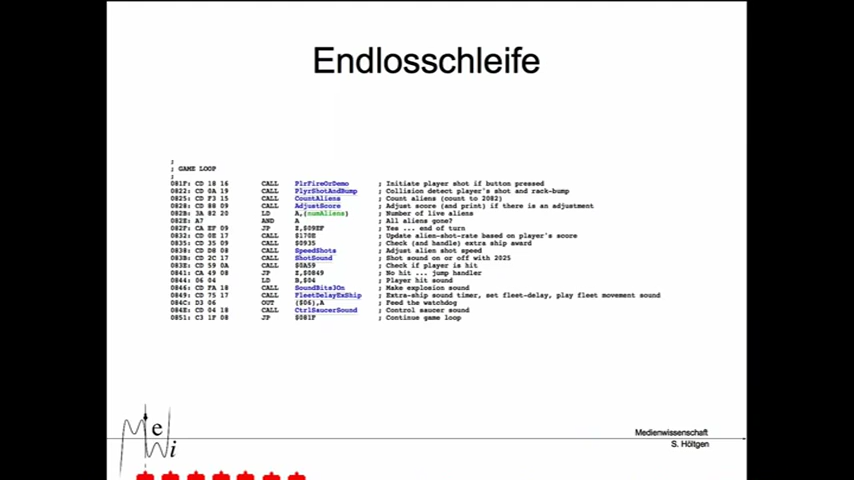 Endlosschleife
;
; GAME LOOP
;
081F: CD 18 16 CALL PlrFireOrDemo ; Initiate player shot if button pressed
0822: CD 0A 19 CALL PlyrShotAndBump ; Collision detect player's shot and rack-bump
0825: CD F3 15 CALL CountAliens ; Count aliens (count to 2082)
0828: CD 88 09 CALL AdjustScore ; Adjust score (and print) if there is an adjustment
082B: 3A 82 20 LD A,(numAliens) ; Number of live aliens
082E: A7 AND A ; All aliens gone?
082F: CA EF 09 JP Z,$09EF ; Yes ... end of turn
0832: CD 0E 17 CALL $170E ; Update alien-shot-rate based on player's score
0835: CD 35 09 CALL $0935 ; Check (and handle) extra ship award
0838: CD D8 08 CALL SpeedShots ; Adjust alien shot speed
083B: CD 2C 17 CALL ShotSound ; Shot sound on or off with 2025
083E: CD 59 0A CALL $0A59 ; Check if player is hit
0841: CA 49 08 JP Z,$0849 ; No hit ... jump handler
0844: 06 04 LD B,$04 ; Player hit sound
0846: CD FA 18 CALL SoundBits3On ; Make explosion sound
0849: CD 75 17 CALL FleetDelayExShip ; Extra-ship sound timer, set fleet-delay, play fleet movement sound
084C: D3 06 OUT ($06),A ; Feed the watchdog
084E: CD 04 18 CALL CtrlSaucerSound ; Control saucer sound
0851: C3 1F 08 JP $081F ; Continue game loop
MeWi
Medienwissenschaft
S. Höltgen